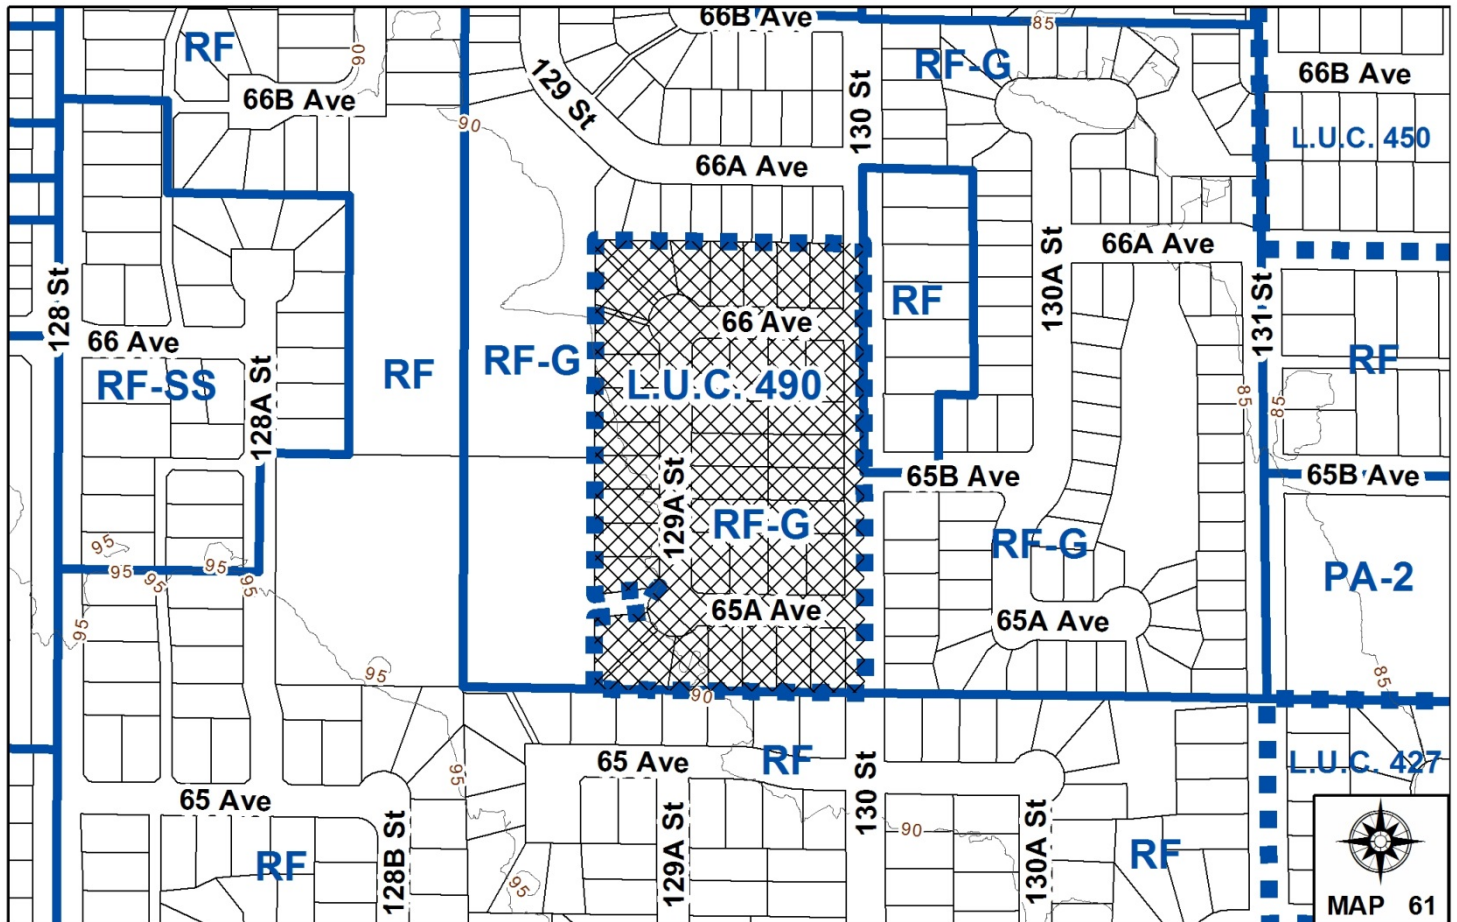 66B Ave
85
RF
90
66B Ave
129 St
130 St
RF-G
66B Ave
L.U.C. 450
90
66A Ave
130A St
66A Ave
128 St
131 St
RF
66 Ave
66 Ave
RF-SS
128A St
RF
RF-G
L.U.C. 490
RF
85
85
129A St
65B Ave
65B Ave
RF-G
RF-G
PA-2
95
95
95
95
95
95
65A Ave
65A Ave
95
90
85
65 Ave
RF
L.U.C. 427
95
65 Ave
128B St
129A St
130 St
90
130A St
RF
RF
95
MAP 61